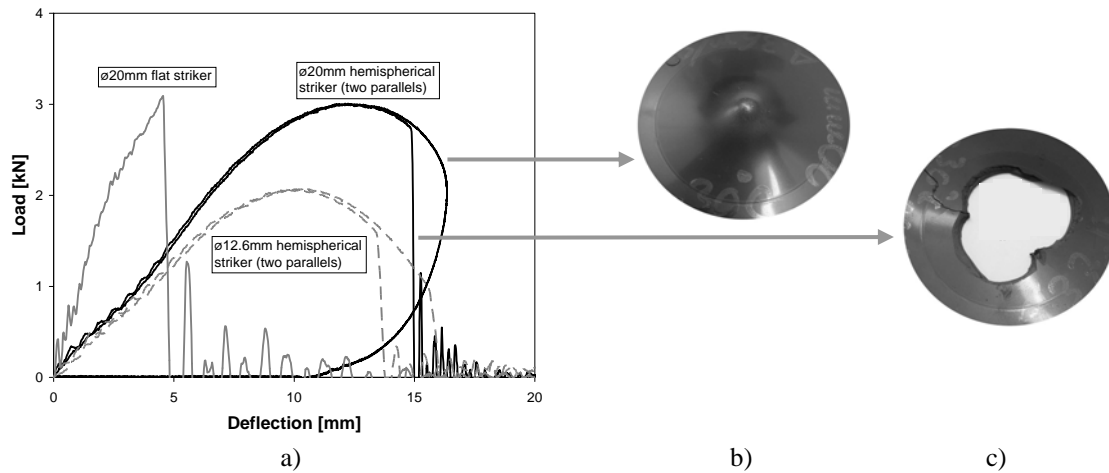 4
3
2
1
0
Load [kN]
ø20mm flat striker
ø20mm hemispherical
striker (two parallels)
ø12.6mm hemispherical
striker (two parallels)
0 5 10 15 20
Deflection [mm]
a) b) c)